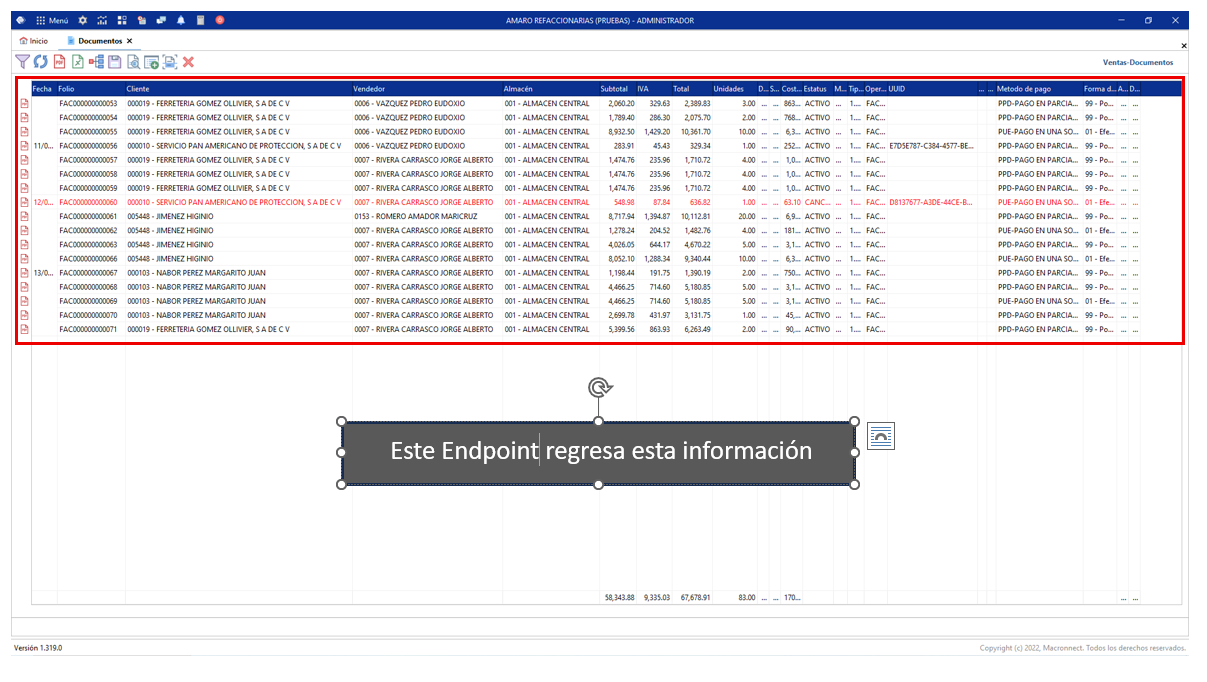 Menú AMARO REFACCIONARIAS (PRUEBAS) - ADMINISTRADOR
Inicio Documentos
Ventas-Documentos
Fecha Folio Cliente Vendedor Almacén Subtotal IVA Total Unidades D... S... Cost... Estatus M... Tip... Oper... UUID ... ... Metodo de pago Forma d... A... D...
FAC000000000053 000019 - FERRETERIA GOMEZ OLLIVIER, S A DE C V 0006 - VAZQUEZ PEDRO EUDOXIO 001 - ALMACEN CENTRAL 2,060.20 329.63 2,389.83 3.00 ... ... 863... ACTIVO ... 1.... FAC... PPD-PAGO EN PARCIA... 99 - Po... ... ...
FAC000000000054 000019 - FERRETERIA GOMEZ OLLIVIER, S A DE C V 0006 - VAZQUEZ PEDRO EUDOXIO 001 - ALMACEN CENTRAL 1,789.40 286.30 2,075.70 2.00 ... ... 768... ACTIVO ... 1.... FAC... PPD-PAGO EN PARCIA... 99 - Po... ... ...
FAC000000000055 000019 - FERRETERIA GOMEZ OLLIVIER, S A DE C V 0006 - VAZQUEZ PEDRO EUDOXIO 001 - ALMACEN CENTRAL 8,932.50 1,429.20 10,361.70 10.00 ... ... 6,3... ACTIVO ... 1.... FAC... PUE-PAGO EN UNA SO... 01 - Efe... ... ...
11/0... FAC000000000056 000010 - SERVICIO PAN AMERICANO DE PROTECCION, S A DE C V 0006 - VAZQUEZ PEDRO EUDOXIO 001 - ALMACEN CENTRAL 283.91 45.43 329.34 1.00 ... ... 252... ACTIVO ... 1.... FAC... E7D5E787-C384-4577-BE... PPD-PAGO EN PARCIA... 99 - Po... ... ...
FAC000000000057 000019 - FERRETERIA GOMEZ OLLIVIER, S A DE C V 0007 - RIVERA CARRASCO JORGE ALBERTO 001 - ALMACEN CENTRAL 1,474.76 235.96 1,710.72 4.00 ... ... 1,0... ACTIVO ... 1.... FAC... PPD-PAGO EN PARCIA... 99 - Po... ... ...
FAC000000000058 000019 - FERRETERIA GOMEZ OLLIVIER, S A DE C V 0007 - RIVERA CARRASCO JORGE ALBERTO 001 - ALMACEN CENTRAL 1,474.76 235.96 1,710.72 4.00 ... ... 1,0... ACTIVO ... 1.... FAC... PPD-PAGO EN PARCIA... 99 - Po... ... ...
FAC000000000059 000019 - FERRETERIA GOMEZ OLLIVIER, S A DE C V 0007 - RIVERA CARRASCO JORGE ALBERTO 001 - ALMACEN CENTRAL 1,474.76 235.96 1,710.72 4.00 ... ... 1,0... ACTIVO ... 1.... FAC... PPD-PAGO EN PARCIA... 99 - Po... ... ...
12/0... FAC000000000060 000010 - SERVICIO PAN AMERICANO DE PROTECCION, S A DE C V 0007 - RIVERA CARRASCO JORGE ALBERTO 001 - ALMACEN CENTRAL 548.98 87.84 636.82 1.00 ... ... 63.10 CANC... ... 1.... FAC... D8137677-A3DE-44CE-B... PUE-PAGO EN UNA SO... 01 - Efe... ... ...
FAC000000000061 005448 - JIMENEZ HIGINIO 0153 - ROMERO AMADOR MARICRUZ 001 - ALMACEN CENTRAL 8,717.94 1,394.87 10,112.81 20.00 ... ... 6,9... ACTIVO ... 1.... FAC... PPD-PAGO EN PARCIA... 99 - Po... ... ...
FAC000000000062 005448 - JIMENEZ HIGINIO 0007 - RIVERA CARRASCO JORGE ALBERTO 001 - ALMACEN CENTRAL 1,278.24 204.52 1,482.76 4.00 ... ... 181... ACTIVO ... 1.... FAC... PUE-PAGO EN UNA SO... 01 - Efe... ... ...
FAC000000000063 005448 - JIMENEZ HIGINIO 0007 - RIVERA CARRASCO JORGE ALBERTO 001 - ALMACEN CENTRAL 4,026.05 644.17 4,670.22 5.00 ... ... 3,1... ACTIVO ... 1.... FAC... PPD-PAGO EN PARCIA... 99 - Po... ... ...
FAC000000000066 005448 - JIMENEZ HIGINIO 0007 - RIVERA CARRASCO JORGE ALBERTO 001 - ALMACEN CENTRAL 8,052.10 1,288.34 9,340.44 10.00 ... ... 6,3... ACTIVO ... 1.... FAC... PUE-PAGO EN UNA SO... 01 - Efe... ... ...
13/0... FAC000000000067 000103 - NABOR PEREZ MARGARITO JUAN 0007 - RIVERA CARRASCO JORGE ALBERTO 001 - ALMACEN CENTRAL 1,198.44 191.75 1,390.19 2.00 ... ... 750... ACTIVO ... 1.... FAC... PPD-PAGO EN PARCIA... 99 - Po... ... ...
FAC000000000068 000103 - NABOR PEREZ MARGARITO JUAN 0007 - RIVERA CARRASCO JORGE ALBERTO 001 - ALMACEN CENTRAL 4,466.25 714.60 5,180.85 5.00 ... ... 3,1... ACTIVO ... 1.... FAC... PPD-PAGO EN PARCIA... 99 - Po... ... ...
FAC000000000069 000103 - NABOR PEREZ MARGARITO JUAN 0007 - RIVERA CARRASCO JORGE ALBERTO 001 - ALMACEN CENTRAL 4,466.25 714.60 5,180.85 5.00 ... ... 3,1... ACTIVO ... 1.... FAC... PUE-PAGO EN UNA SO... 01 - Efe... ... ...
FAC000000000070 000103 - NABOR PEREZ MARGARITO JUAN 0007 - RIVERA CARRASCO JORGE ALBERTO 001 - ALMACEN CENTRAL 2,699.78 431.97 3,131.75 1.00 ... ... 45,... ACTIVO ... 1.... FAC... PPD-PAGO EN PARCIA... 99 - Po... ... ...
FAC000000000071 000019 - FERRETERIA GOMEZ OLLIVIER, S A DE C V 0007 - RIVERA CARRASCO JORGE ALBERTO 001 - ALMACEN CENTRAL 5,399.56 863.93 6,263.49 2.00 ... ... 90,... ACTIVO ... 1.... FAC... PPD-PAGO EN PARCIA... 99 - Po... ... ...
Este Endpoint regresa esta información
58,343.88 9,335.03 67,678.91 83.00 ... ... 170... ... ...
Versión 1.319.0 Copyright (c) 2022, Macronnect. Todos los derechos reservados.